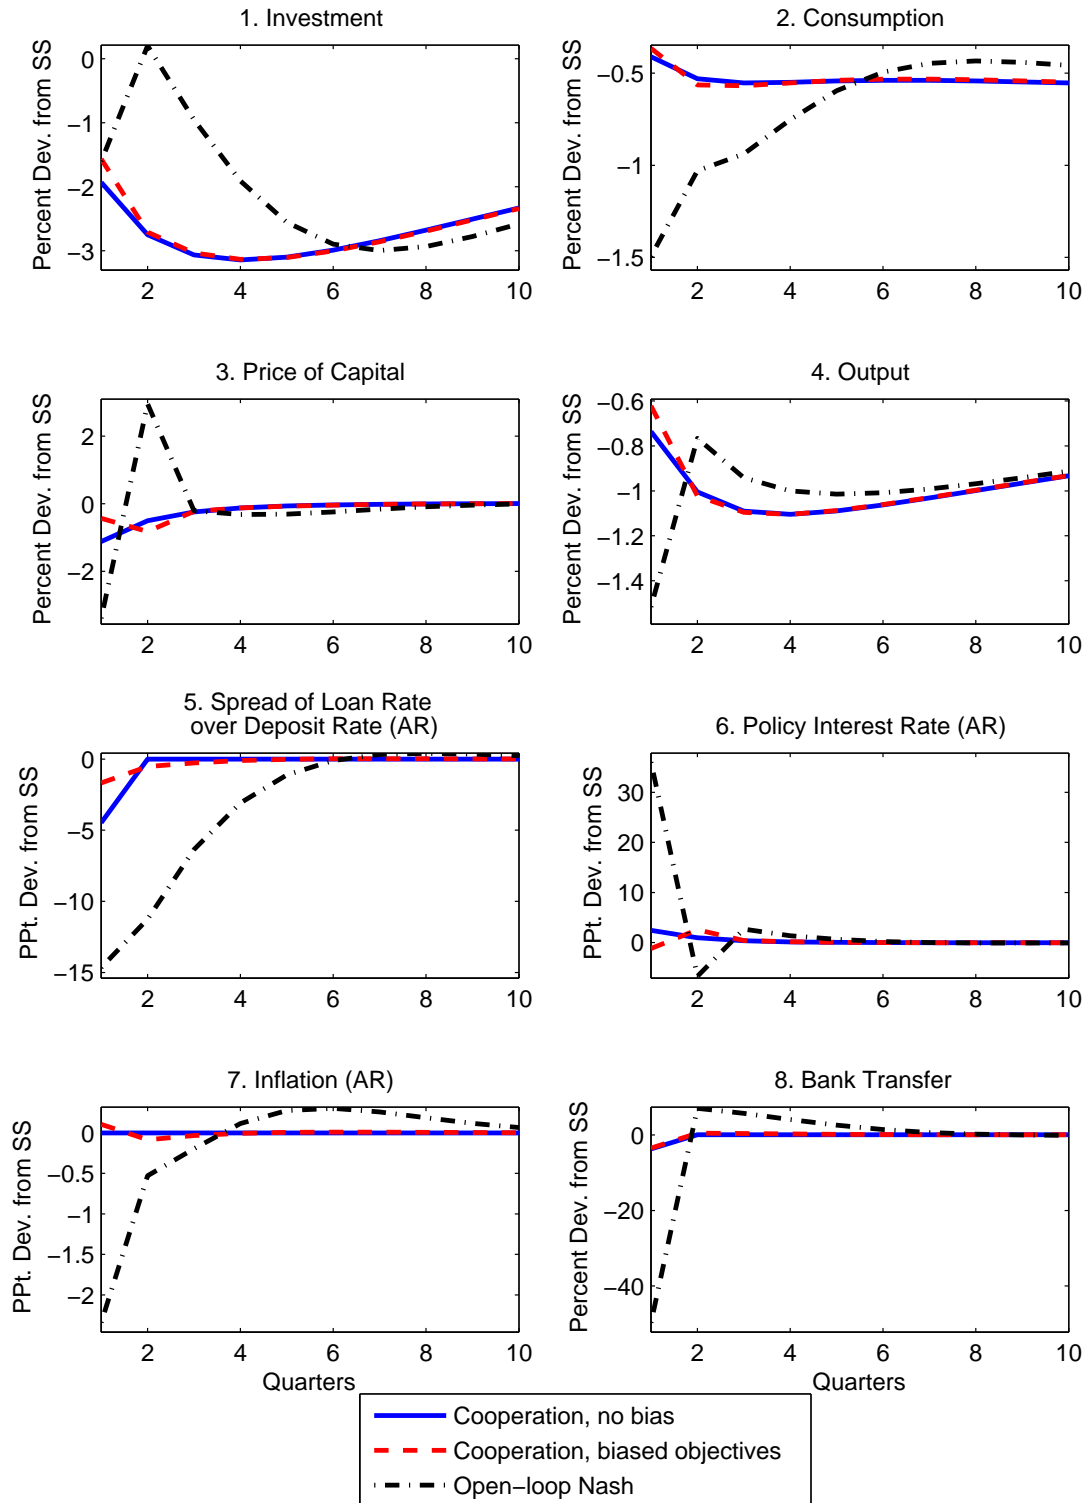 1. Investment
Percent Dev. from SS
0
−1
−2
−3
2 4 6 8 10
2. Consumption
Percent Dev. from SS
−0.5
−1
−1.5
2 4 6 8 10
3. Price of Capital
Percent Dev. from SS
2
0
−2
2 4 6 8 10
4. Output
Percent Dev. from SS
−0.6
−0.8
−1
−1.2
−1.4
2 4 6 8 10
5. Spread of Loan Rate
over Deposit Rate (AR)
PPt. Dev. from SS
0
−5
−10
−15
2 4 6 8 10
6. Policy Interest Rate (AR)
PPt. Dev. from SS
30
20
10
0
2 4 6 8 10
7. Inflation (AR)
PPt. Dev. from SS
0
−0.5
−1
−1.5
−2
2 4 6 8 10
Quarters
8. Bank Transfer
Percent Dev. from SS
0
−20
−40
2 4 6 8 10
Quarters
Cooperation, no bias
Cooperation, biased objectives
Open−loop Nash